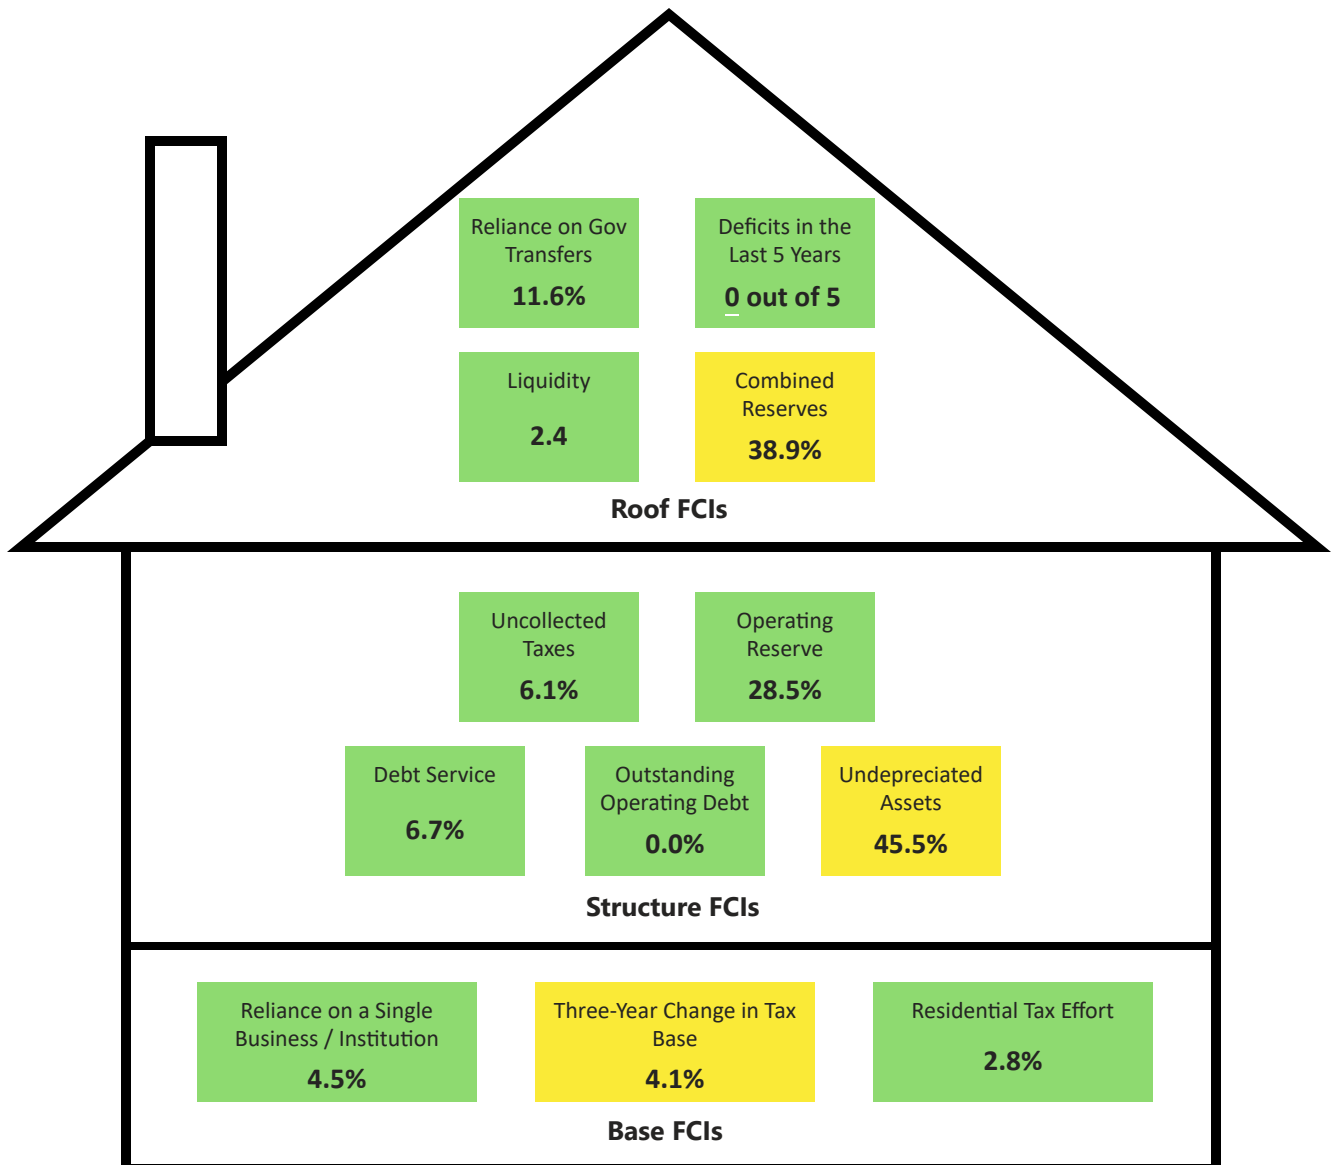 Reliance on Gov
Transfers
11.6%
Deficits in the
Last 5 Years
0 out of 5
Liquidity
2.4
Combined
Reserves
38.9%
Roof FCIs
Uncollected
Taxes
6.1%
Operating
Reserve
28.5%
Debt Service
6.7%
Outstanding
Operating Debt
0.0%
Undepreciated
Assets
45.5%
Structure FCIs
Reliance on a Single
Business / Institution
4.5%
Three-Year Change in Tax
Base
4.1%
Residential Tax Effort
2.8%
Base FCIs